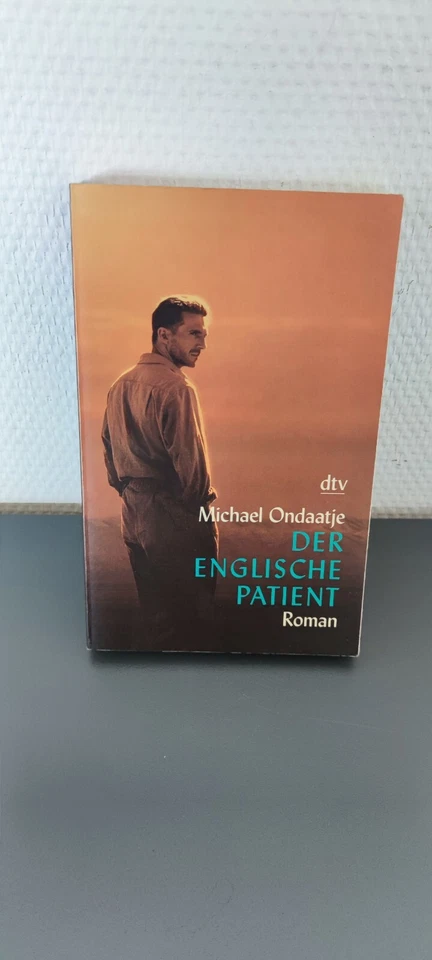 dtv
Michael Ondaatje
DER
ENGLISCHE
PATIENT
Roman